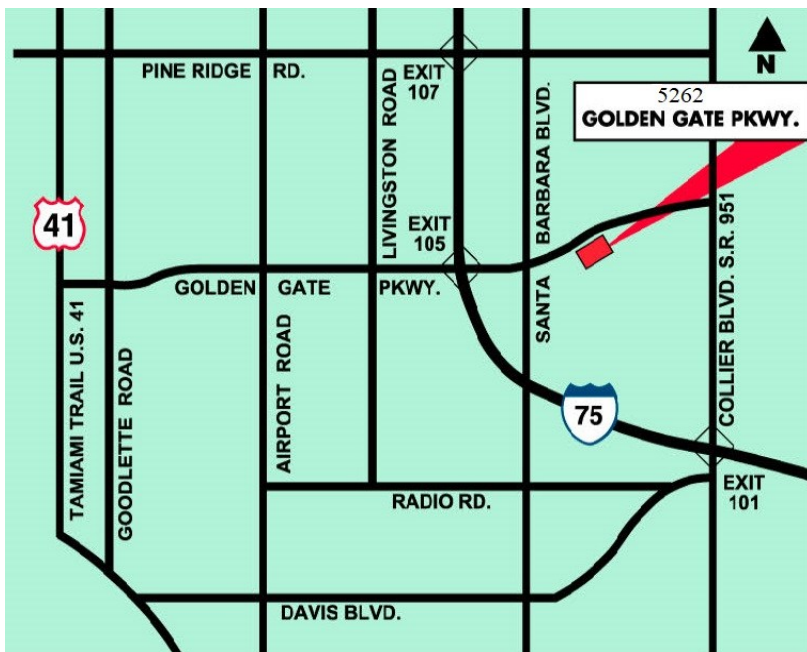 N
PINE RIDGE RD.
EXIT
107
5262
GOLDEN GATE PKWY.
LIVINGSTON ROAD
SANTA BARBARA BLVD.
41
EXIT
105
GOLDEN GATE PKWY.
COLLIER BLVD. S.R. 951
TAMIAMI TRAIL U.S. 41
GOODLETTE ROAD
AIRPORT ROAD
75
RADIO RD.
EXIT
101
DAVIS BLVD.